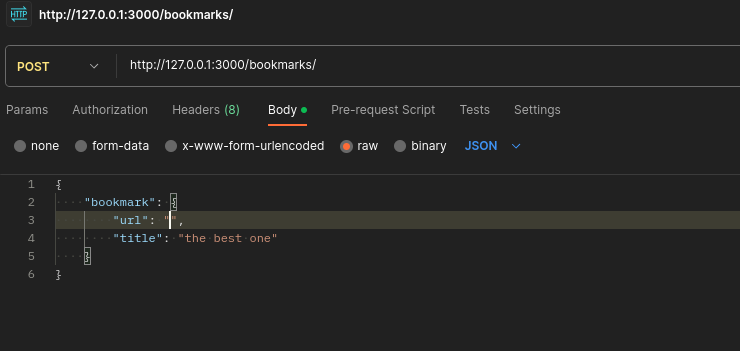 HTTP http://127.0.0.1:3000/bookmarks/
POST http://127.0.0.1:3000/bookmarks/
Params Authorization Headers (8) Body Pre-request Script Tests Settings
none form-data x-www-form-urlencoded raw binary JSON
1 {
2 "bookmark": {
3 "url": "",
4 "title": "the best one"
5 }
6 }